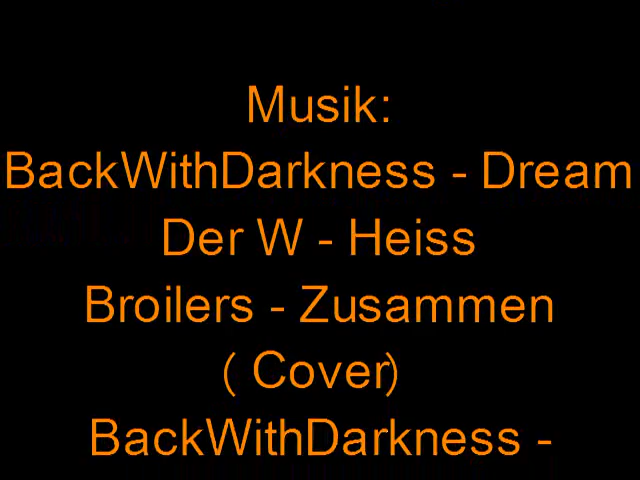 Musik:
BackWithDarkness - Dream
Der W - Heiss
Broilers - Zusammen
( Cover)
BackWithDarkness -